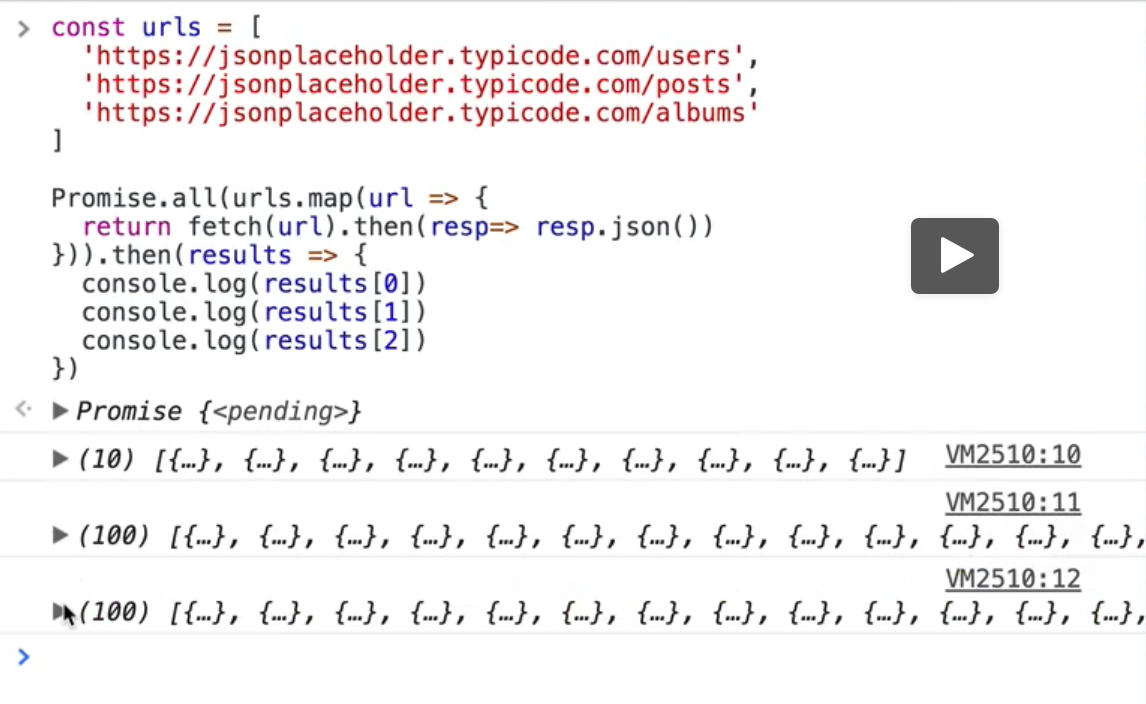 > const urls = [
'https://jsonplaceholder.typicode.com/users',
'https://jsonplaceholder.typicode.com/posts',
'https://jsonplaceholder.typicode.com/albums'
]
Promise.all(urls.map(url => {
return fetch(url).then(resp=> resp.json())
})).then(results => {
console.log(results[0])
console.log(results[1])
console.log(results[2])
})
Promise {<pending>}
(10) [{…}, {…}, {…}, {…}, {…}, {…}, {…}, {…}, {…}, {…}] VM2510:10
VM2510:11
(100) [{…}, {…}, {…}, {…}, {…}, {…}, {…}, {…}, {…}, {…}, {…}, {…}, {…},
VM2510:12
(100) [{…}, {…}, {…}, {…}, {…}, {…}, {…}, {…}, {…}, {…}, {…}, {…}, {…},
>